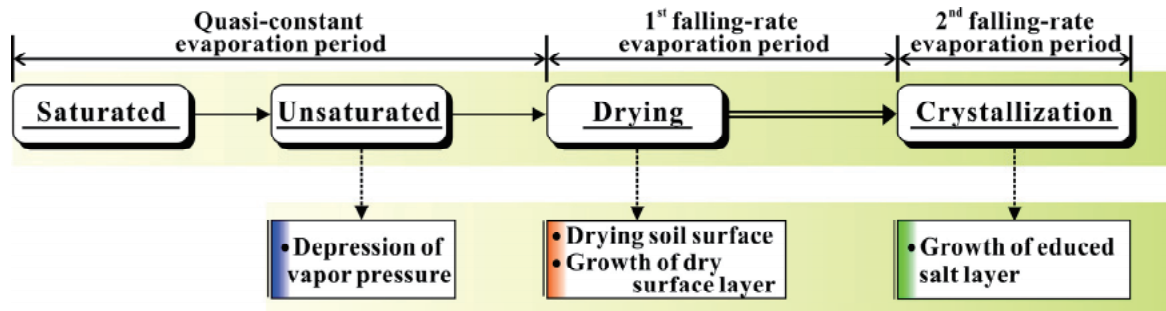 Quasi-constant
evaporation period
1st falling-rate
evaporation period
2nd falling-rate
evaporation period
Saturated
Unsaturated
Drying
Crystallization
• Depression of
vapor pressure
• Drying soil surface
• Growth of dry
surface layer
• Growth of educed
salt layer